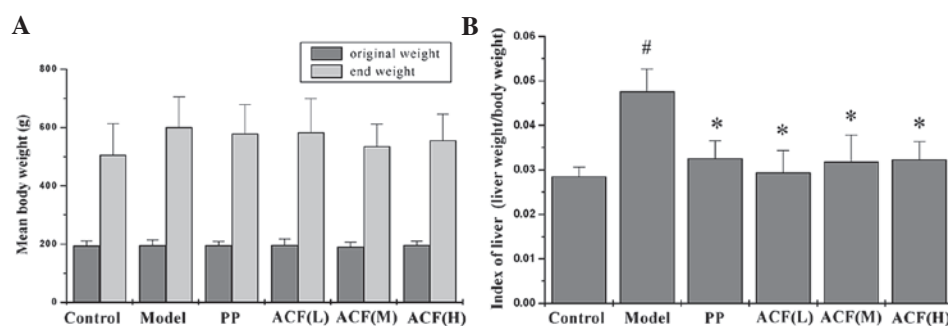 A
original weight
end weight
Mean body weight (g)
800
600
400
200
0
Control Model PP ACF(L) ACF(M) ACF(H)
B
Index of liver (liver weight/body weight)
0.06
0.05
0.04
0.03
0.02
0.01
0.00
#
* * * *
Control Model PP ACF(L) ACF(M) ACF(H)